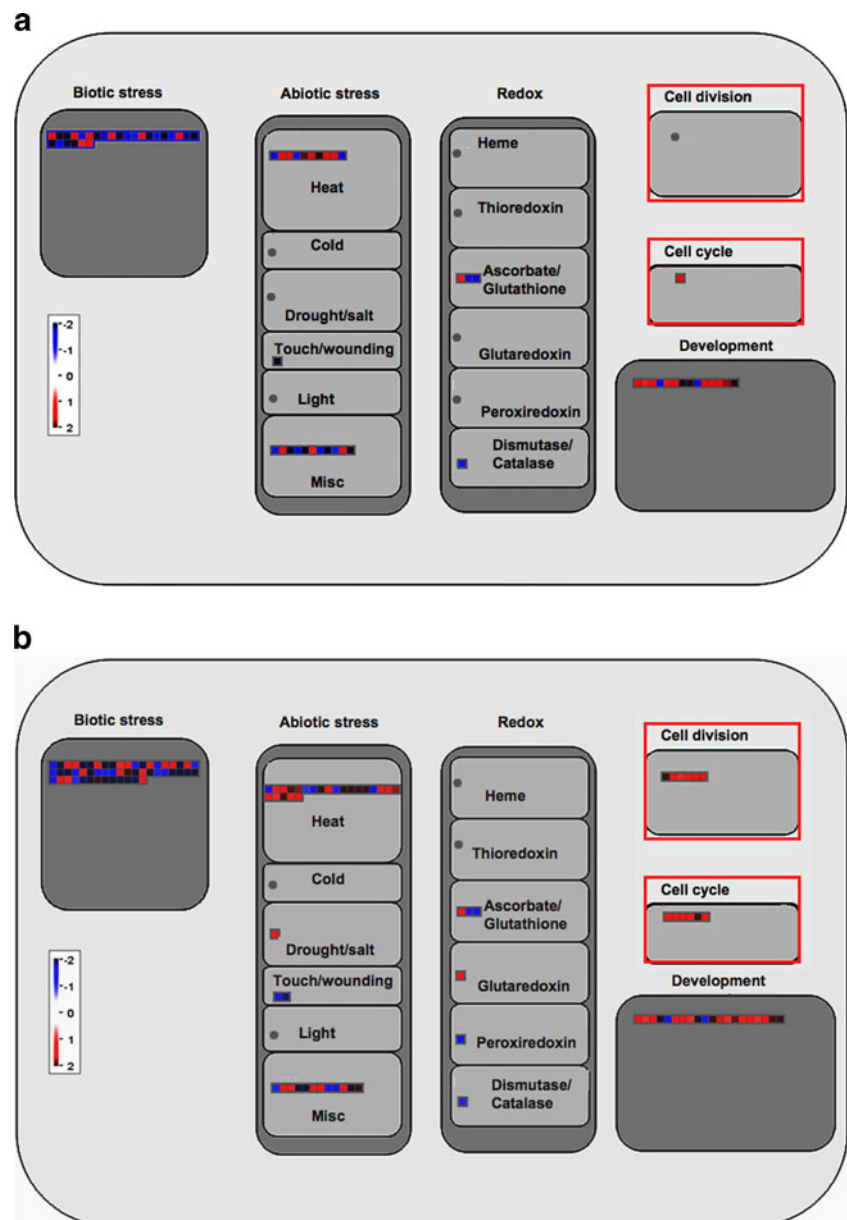 a
Biotic stress
Abiotic stress
Redox
Cell division
Heme
Heat
Thioredoxin
Cold
Cell cycle
Ascorbate/
Glutathione
Drought/salt
-2
-1
0
1
2
Touch/wounding
Glutaredoxin
Development
Light
Peroxiredoxin
Misc
Dismutase/
Catalase
b
Biotic stress
Abiotic stress
Redox
Cell division
Heme
Heat
Thioredoxin
Cold
Cell cycle
Ascorbate/
Glutathione
Drought/salt
-2
-1
0
1
2
Touch/wounding
Glutaredoxin
Development
Light
Peroxiredoxin
Misc
Dismutase/
Catalase